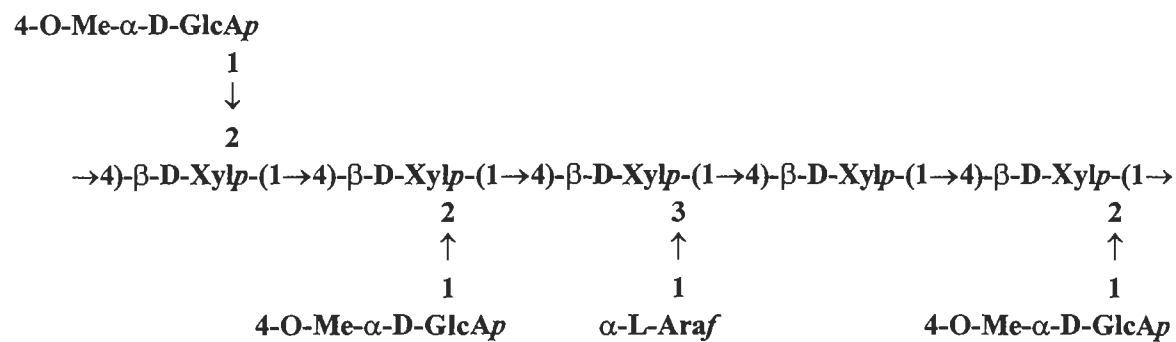 4-O-Me-α-D-GlcAp
1
↓
2
→4)-β-D-Xylp-(1→4)-β-D-Xylp-(1→4)-β-D-Xylp-(1→4)-β-D-Xylp-(1→4)-β-D-Xylp-(1→
2 3 2
↑ ↑ ↑
1 1 1
4-O-Me-α-D-GlcAp α-L-Araf 4-O-Me-α-D-GlcAp